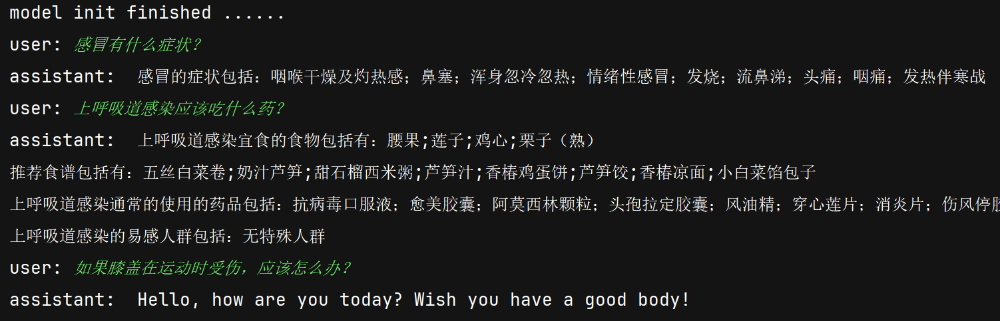 model init finished ......
user: 感冒有什么症状？
assistant:  感冒的症状包括：咽喉干燥及灼热感；鼻塞；浑身忽冷忽热；情绪性感冒；发烧；流鼻涕；头痛；咽痛；发热伴寒战
user: 上呼吸道感染应该吃什么药？
assistant:  上呼吸道感染宜食的食物包括有：腰果;莲子;鸡心;栗子（熟）
推荐食谱包括有：五丝白菜卷;奶汁芦笋;甜石榴西米粥;芦笋汁;香椿鸡蛋饼;芦笋饺;香椿凉面;小白菜馅包子
上呼吸道感染通常的使用的药品包括：抗病毒口服液；愈美胶囊；阿莫西林颗粒；头孢拉定胶囊；风油精；穿心莲片；消炎片；伤风停胶
上呼吸道感染的易感人群包括：无特殊人群
user: 如果膝盖在运动时受伤，应该怎么办？
assistant:  Hello, how are you today? Wish you have a good body!